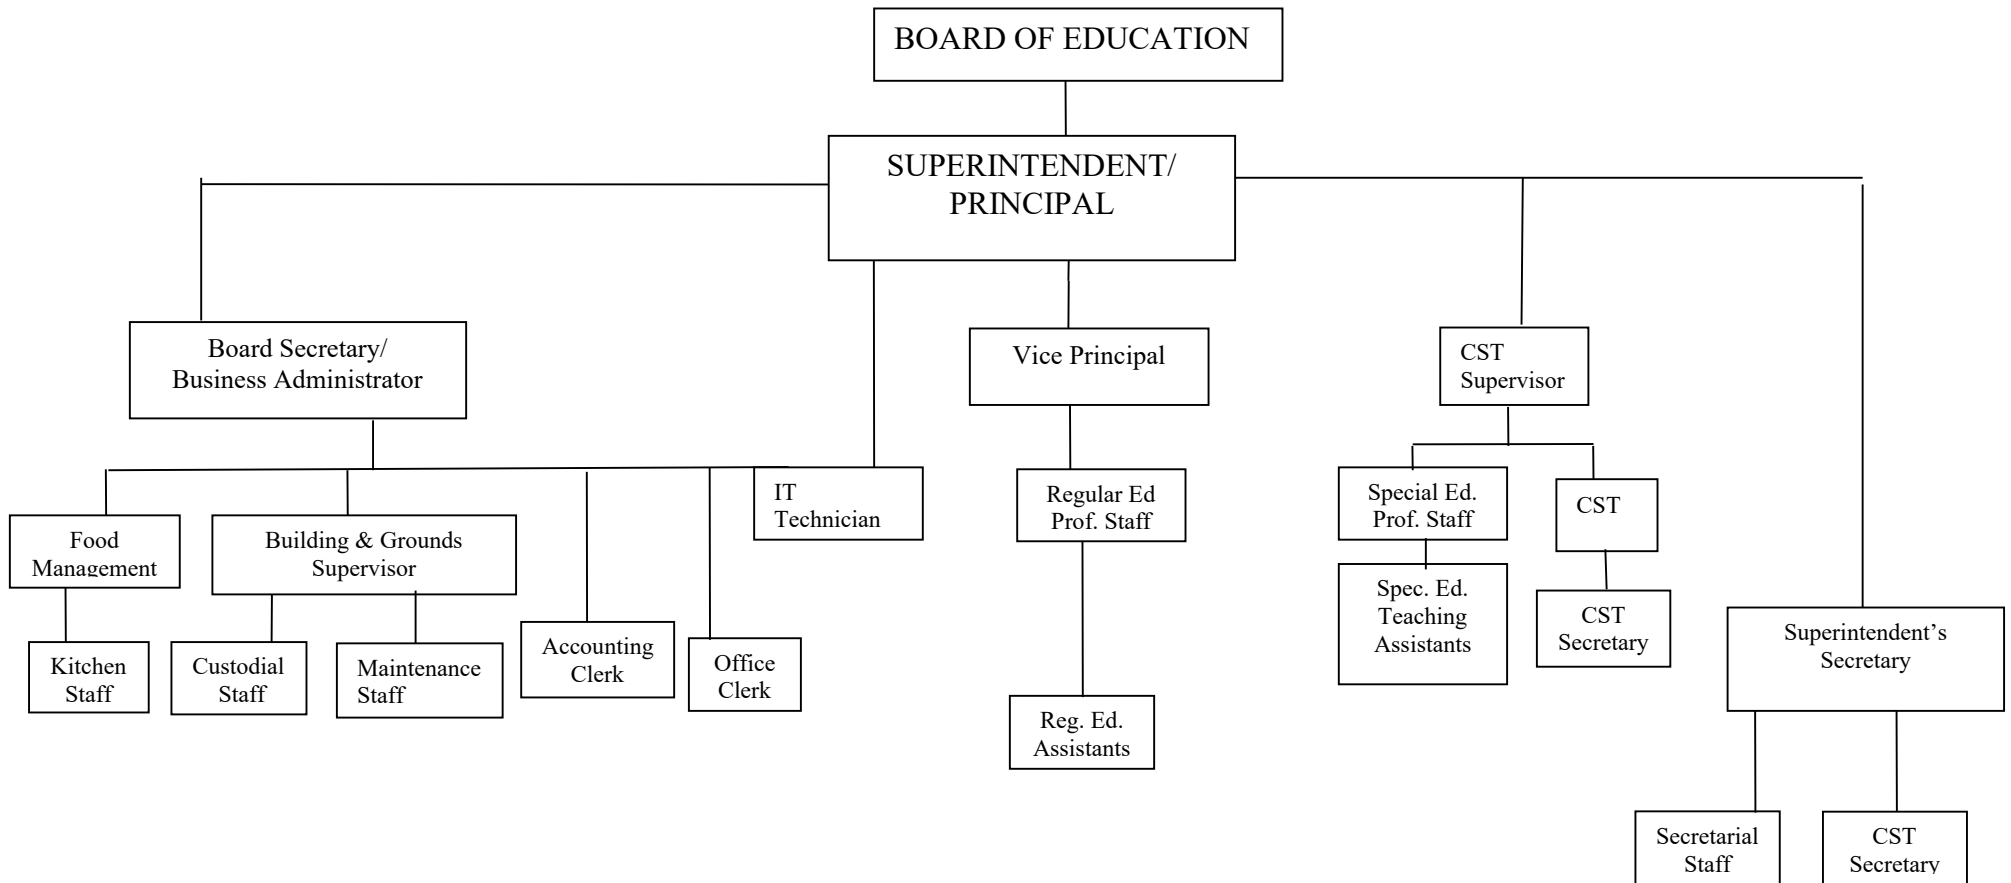 BOARD OF EDUCATION
SUPERINTENDENT/
PRINCIPAL
Board Secretary/
Business Administrator
Vice Principal
CST
Supervisor
IT
Technician
Regular Ed
Prof. Staff
Special Ed.
Prof. Staff
CST
Food
Management
Building & Grounds
Supervisor
Spec. Ed.
Teaching
Assistants
CST
Secretary
Superintendent’s
Secretary
Kitchen
Staff
Custodial
Staff
Maintenance
Staff
Accounting
Clerk
Office
Clerk
Reg. Ed.
Assistants
Secretarial
Staff
CST
Secretary